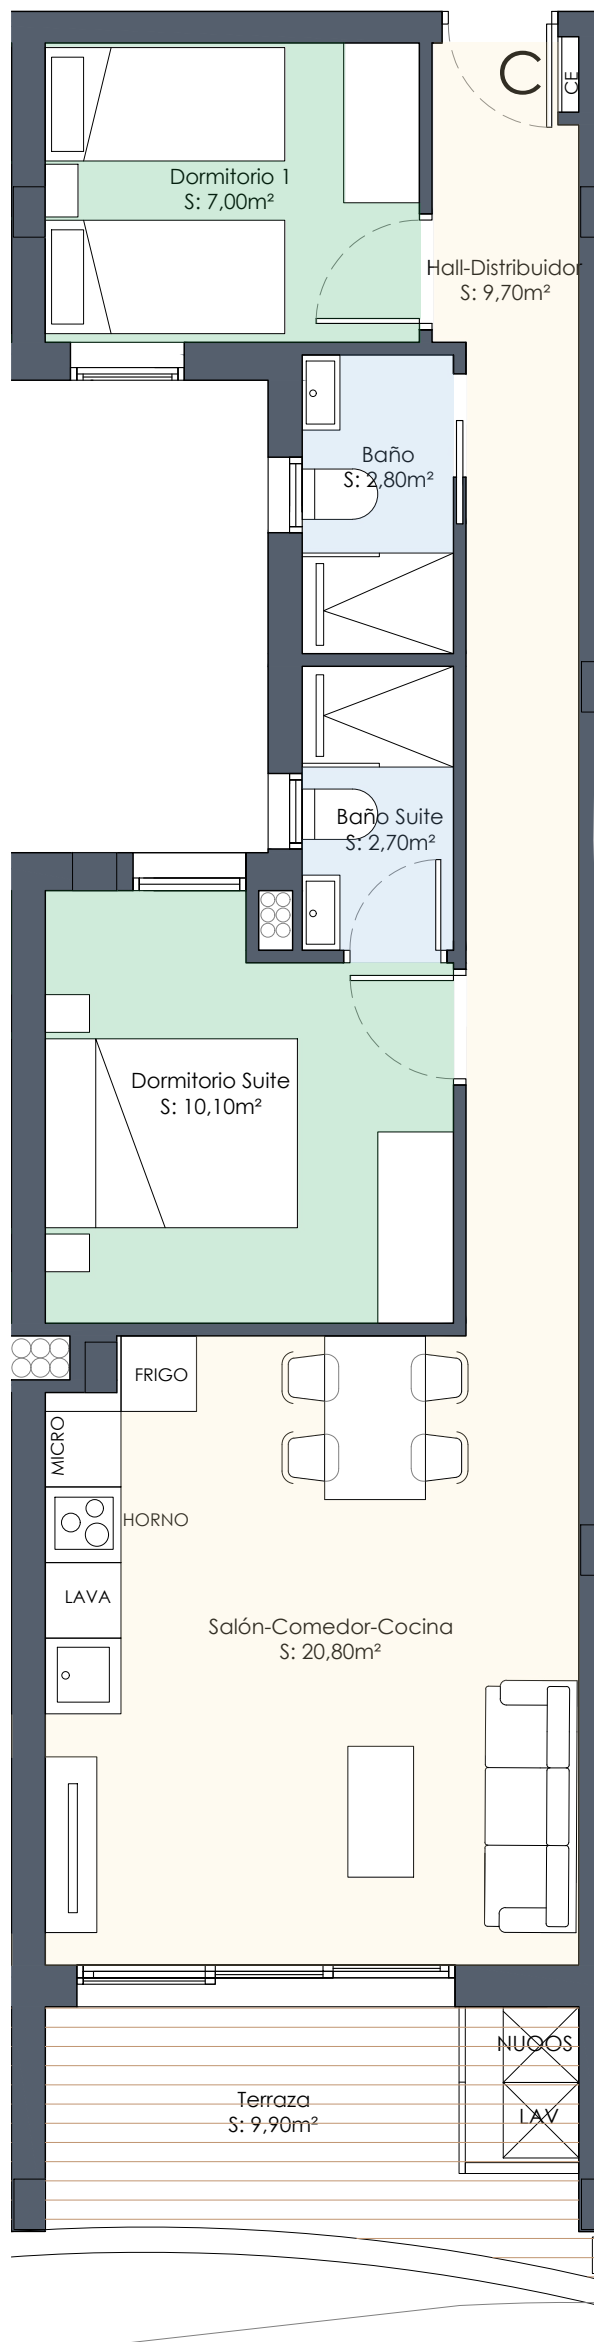 C
CE
Dormitorio 1
S: 7,00m²
Hall-Distribuidor
S: 9,70m²
Baño
S: 2,80m²
Baño Suite
S: 2,70m²
Dormitorio Suite
S: 10,10m²
FRIGO
MICRO
HORNO
LAVA
Salón-Comedor-Cocina
S: 20,80m²
NUOOS
Terraza
S: 9,90m²
LAV